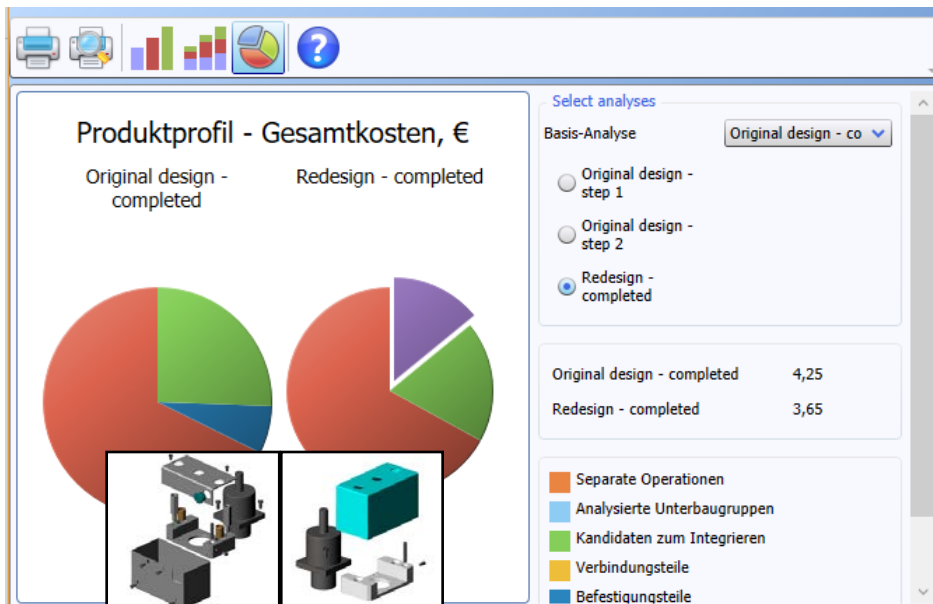 ?
Produktprofil - Gesamtkosten, €
Original design -
completed
Redesign - completed
Select analyses
Basis-Analyse
Original design - co
Original design -
step 1
Original design -
step 2
Redesign -
completed
Original design - completed 4,25
Redesign - completed 3,65
Separate Operationen
Analysierte Unterbaugruppen
Kandidaten zum Integrieren
Verbindungsteile
Befestigungsteile